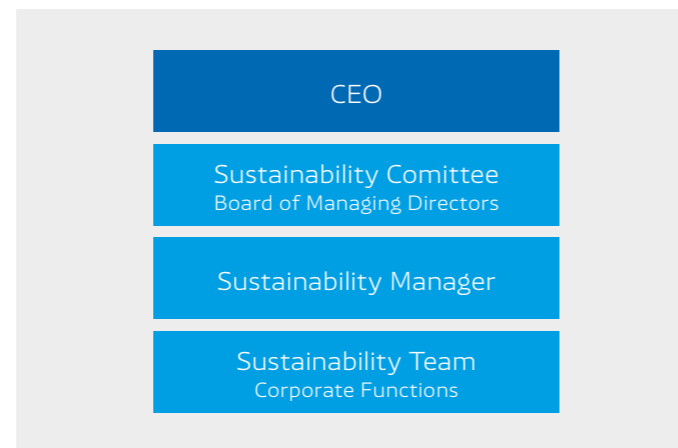 CEO
Sustainability Comittee
Board of Managing Directors
Sustainability Manager
Sustainability Team
Corporate Functions